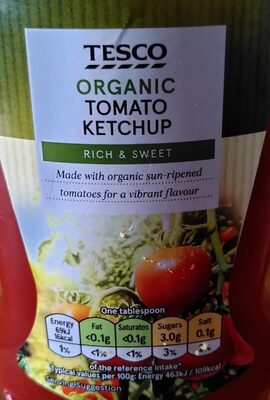 TESCO
ORGANIC
TOMATO
KETCHUP
RICH & SWEET
Made with organic sun-ripened
tomatoes for a vibrant flavour
One tablespoon
Energy Fat Saturates Sugars Salt
69kJ <0.1g <0.1g 3.0g 0.1g
16kcal
1% <1% <1% 3%
of the reference intake*
Typical values per 100g: Energy 463kJ / 109kcal
Serving Suggestion